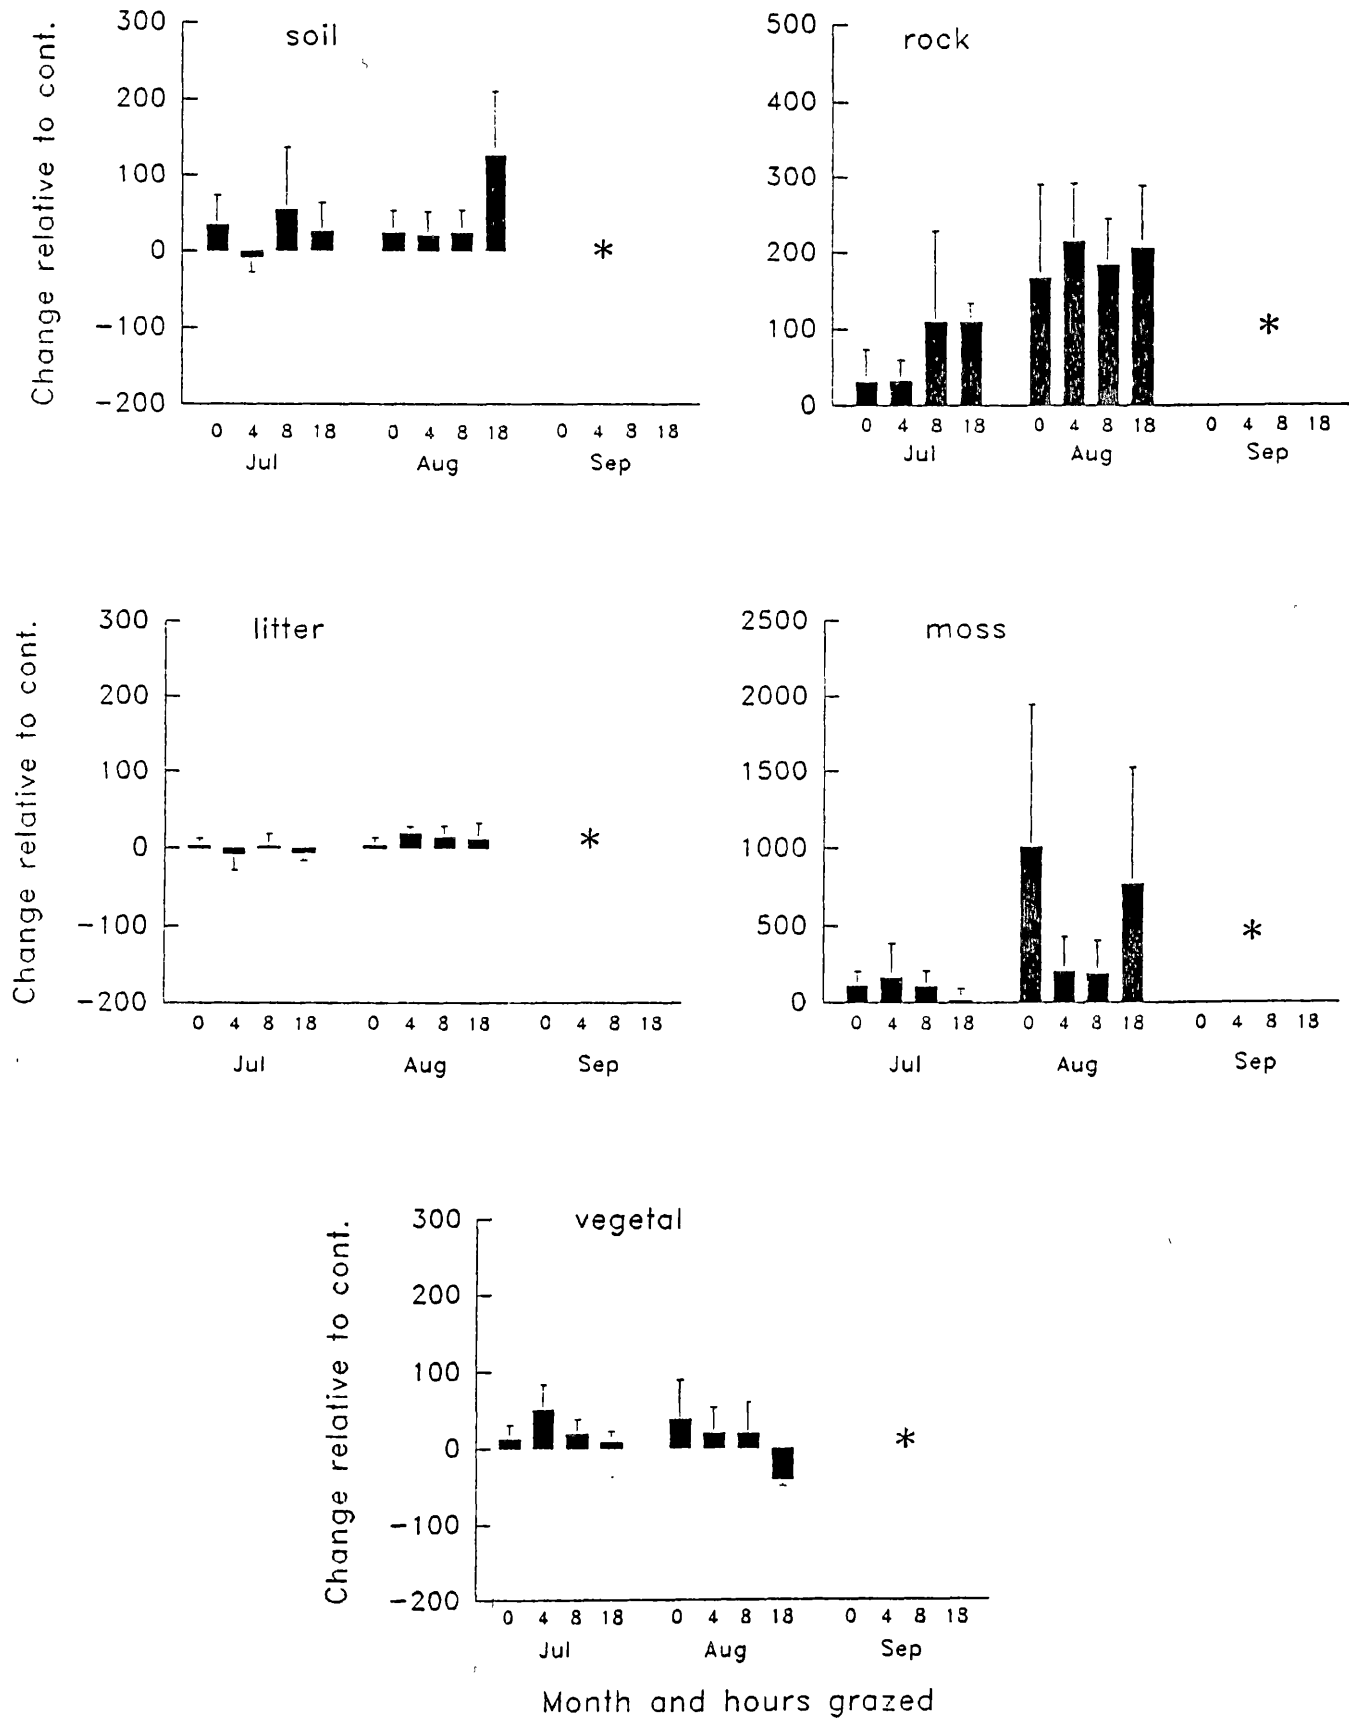 soil
Change relative to cont.
300
200
100
0
-100
-200
*
0 4 8 18 0 4 8 18 0 4 8 18
Jul Aug Sep
rock
500
400
300
200
100
0
*
0 4 8 18 0 4 8 18 0 4 8 18
Jul Aug Sep
litter
Change relative to cont.
300
200
100
0
-100
-200
*
0 4 8 18 0 4 8 18 0 4 8 18
Jul Aug Sep
moss
2500
2000
1500
1000
500
0
*
0 4 8 18 0 4 8 18 0 4 8 18
Jul Aug Sep
vegetal
Change relative to cont.
300
200
100
0
-100
-200
*
0 4 8 18 0 4 8 18 0 4 8 18
Jul Aug Sep
Month and hours grazed